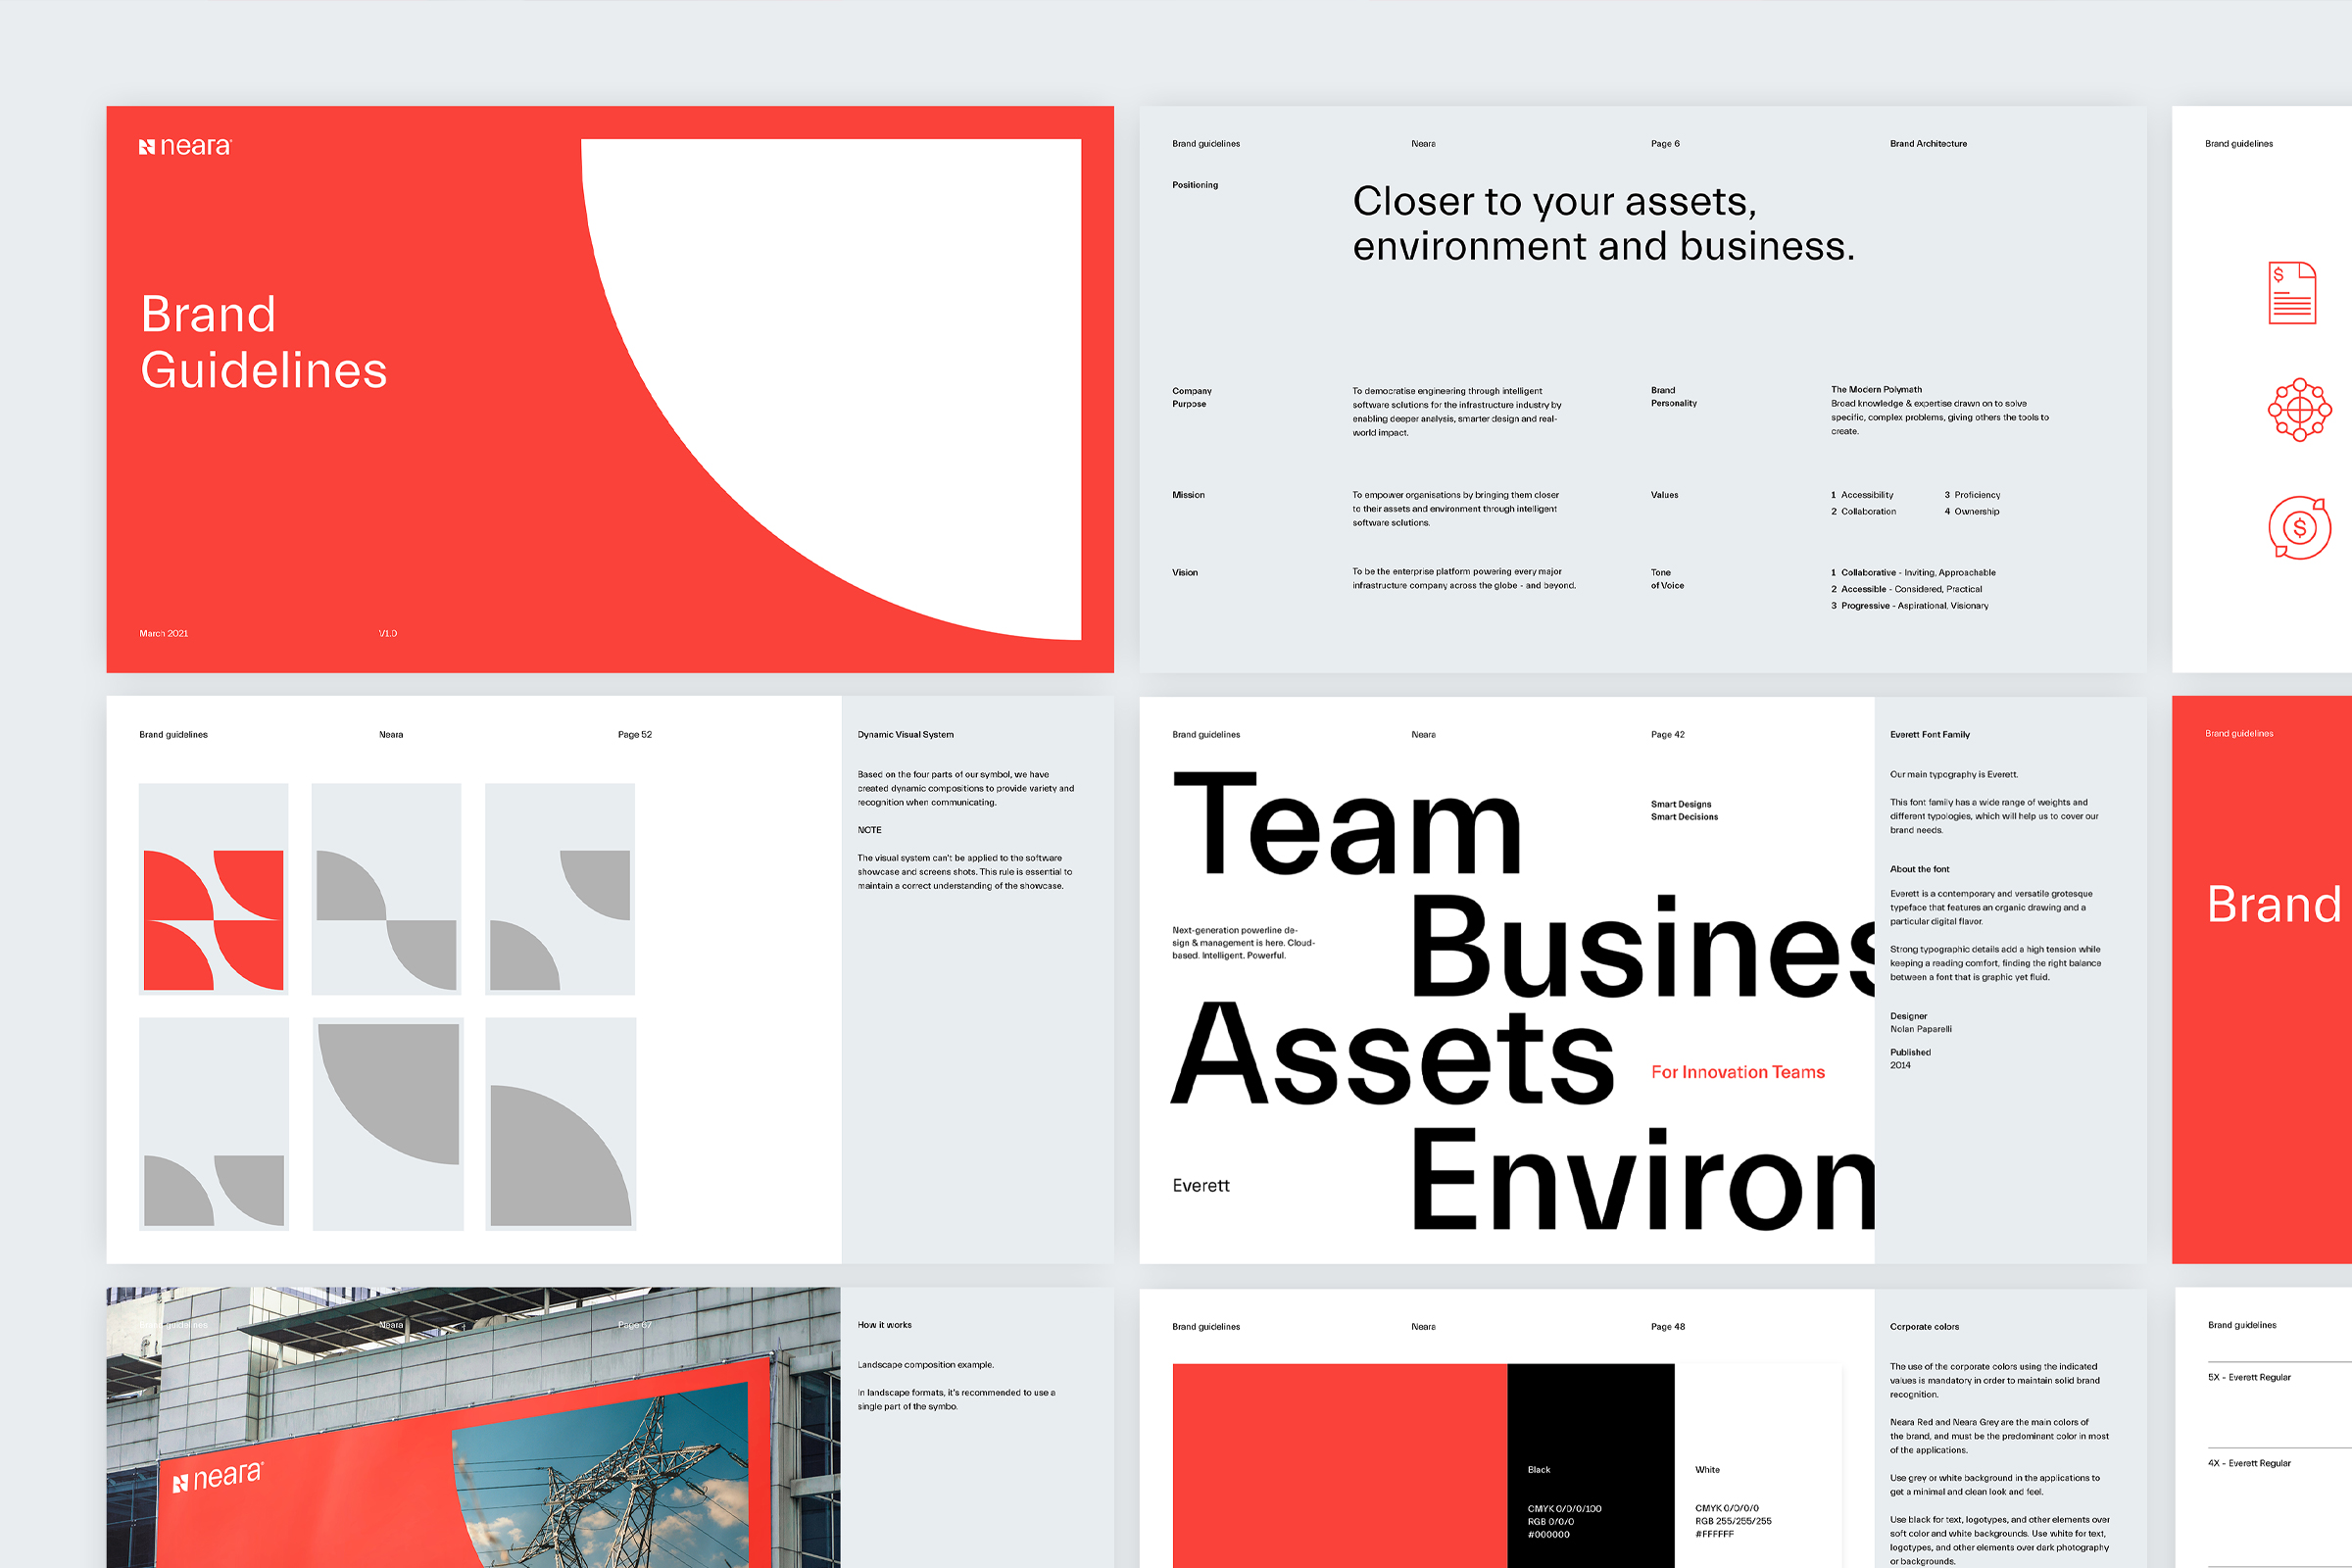 neara
Brand
Guidelines
March 2021
V1.0
Brand guidelines
Neara
Page 6
Brand Architecture
Positioning
Closer to your assets,
environment and business.
Company
Purpose
To democratise engineering through intelligent
software solutions for the infrastructure industry by
enabling deeper analysis, smarter design and real-
world impact.
Brand
Personality
The Modern Polymath
Broad knowledge & expertise drawn on to solve
specific, complex problems, giving others the tools to
create.
Mission
To empower organisations by bringing them closer
to their assets and environment through intelligent
software solutions.
Values
1 Accessibility
2 Collaboration
3 Proficiency
4 Ownership
Vision
To be the enterprise platform powering every major
infrastructure company across the globe - and beyond.
Tone
of Voice
1 Collaborative - Inviting, Approachable
2 Accessible - Considered, Practical
3 Progressive - Aspirational, Visionary
Brand guidelines
$
$
Brand guidelines
Neara
Page 52
Dynamic Visual System
Based on the four parts of our symbol, we have
created dynamic compositions to provide variety and
recognition when communicating.
NOTE
The visual system can't be applied to the software
showcase and screens shots. This rule is essential to
maintain a correct understanding of the showcase.
Brand guidelines
Neara
Page 42
Team
Smart Designs
Smart Decisions
Busines
Next-generation powerline de-
sign & management is here. Cloud-
based. Intelligent. Powerful.
Assets
For Innovation Teams
Environ
Everett
Everett Font Family
Our main typography is Everett.
This font family has a wide range of weights and
different typologies, which will help us to cover our
brand needs.
About the font
Everett is a contemporary and versatile grotesque
typeface that features an organic drawing and a
particular digital flavor.
Strong typographic details add a high tension while
keeping a reading comfort, finding the right balance
between a font that is graphic yet fluid.
Designer
Nolan Paparelli
Published
2014
Brand guidelines
Brand
Brand guidelines
Neara
Page 67
neara
How it works
Landscape composition example.
In landscape formats, it's recommended to use a
single part of the symbo.
Brand guidelines
Neara
Page 48
Black
CMYK 0/0/0/100
RGB 0/0/0
#000000
White
CMYK 0/0/0/0
RGB 255/255/255
#FFFFFF
Corporate colors
The use of the corporate colors using the indicated
values is mandatory in order to maintain solid brand
recognition.
Neara Red and Neara Grey are the main colors of
the brand, and must be the predominant color in most
of the applications.
Use grey or white background in the applications to
get a minimal and clean look and feel.
Use black for text, logotypes, and other elements over
soft color and white backgrounds. Use white for text,
logotypes, and other elements over dark photography
or backgrounds.
Brand guidelines
5X - Everett Regular
4X - Everett Regular